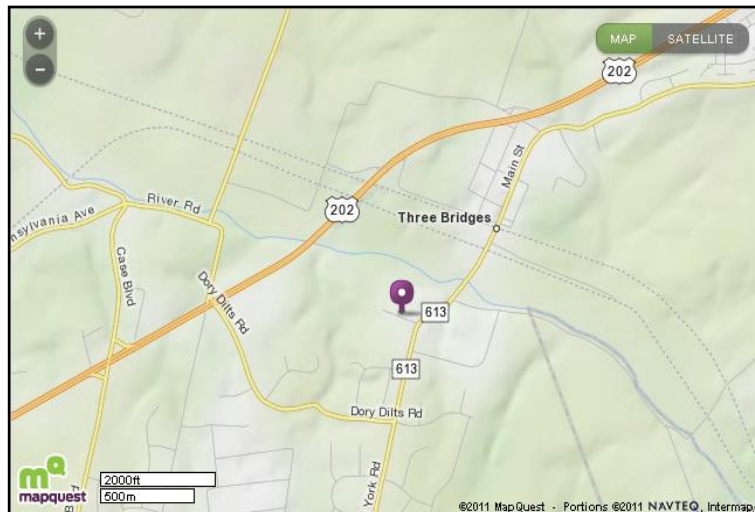 +
−
MAP SATELLITE
202
Main St
River Rd
202
Three Bridges
nsylvania Ave
Case Blvd
Dory Dilts Rd
613
613
Dory Dilts Rd
York Rd
mapquest
2000ft
500m
©2011 MapQuest - Portions ©2011 NAVTEQ, Intermap